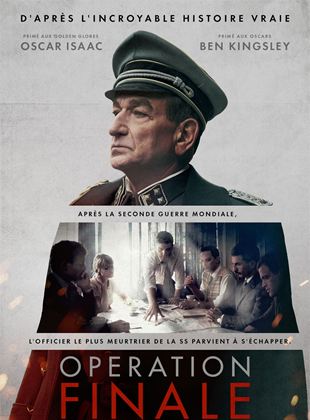 D'APRÈS L'INCROYABLE HISTOIRE VRAIE
PRIMÉ AUX GOLDEN GLOBES
OSCAR ISAAC
PRIMÉ AUX OSCARS
BEN KINGSLEY
APRÈS LA SECONDE GUERRE MONDIALE,
L'OFFICIER LE PLUS MEURTRIER DE LA SS PARVIENT À S'ÉCHAPPER.
OPERATION
FINALE